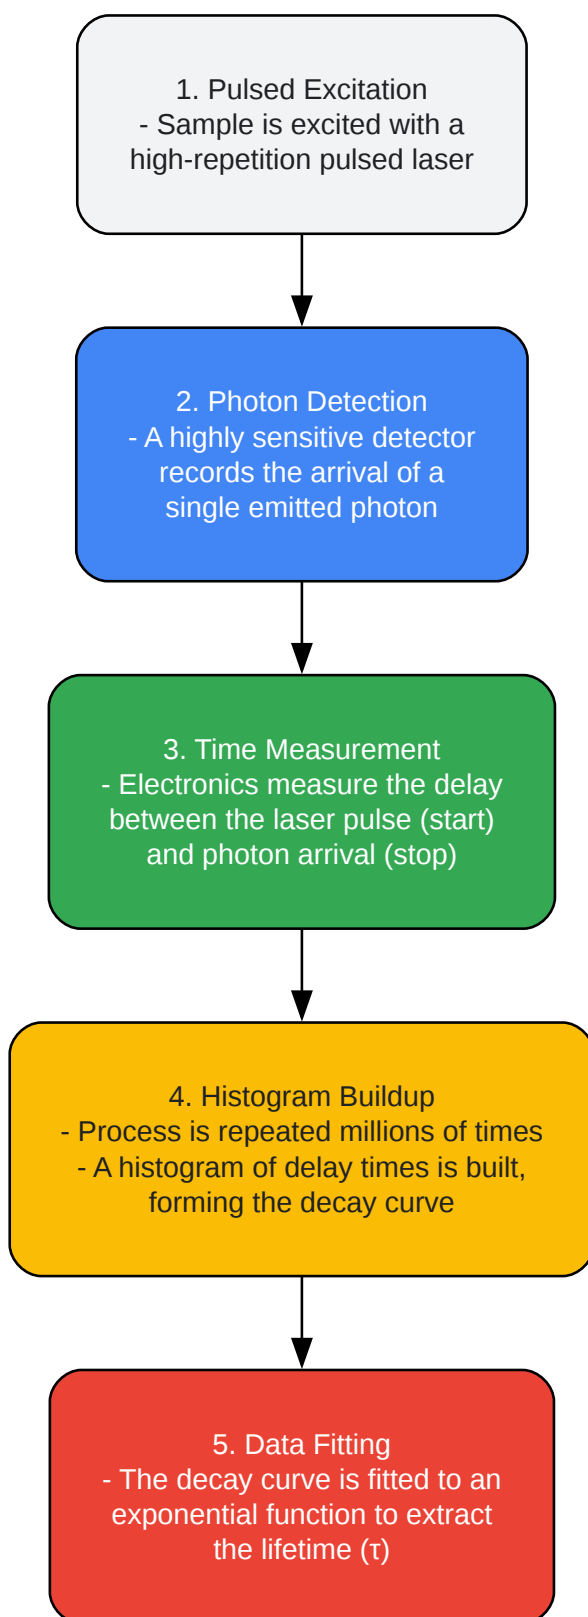 1. Pulsed Excitation
- Sample is excited with a
high-repetition pulsed laser
2. Photon Detection
- A highly sensitive detector
records the arrival of a
single emitted photon
3. Time Measurement
- Electronics measure the delay
between the laser pulse (start)
and photon arrival (stop)
4. Histogram Buildup
- Process is repeated millions of times
- A histogram of delay times is built,
forming the decay curve
5. Data Fitting
- The decay curve is fitted to an
exponential function to extract
the lifetime (τ)